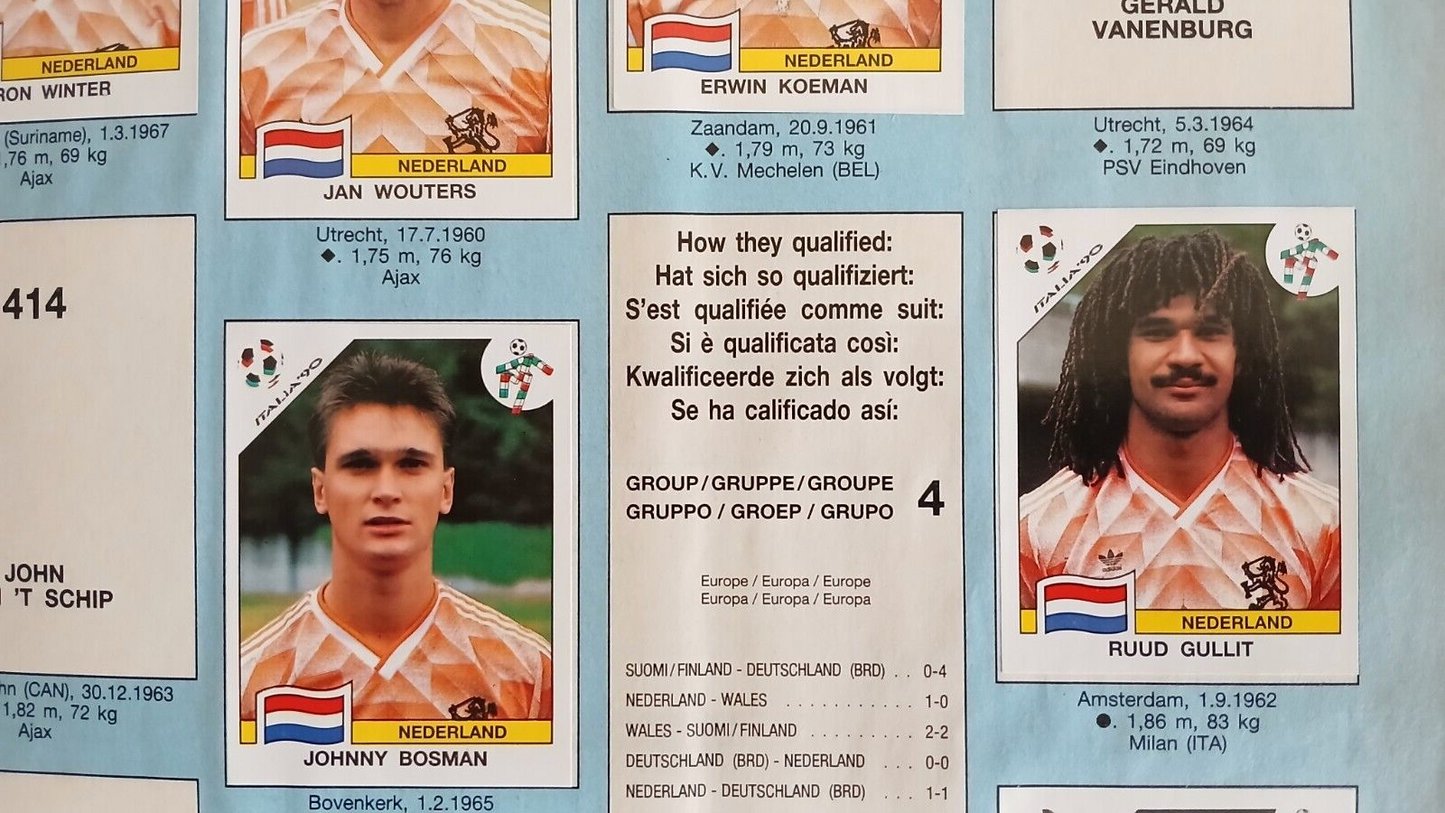 NEDERLAND
RON WINTER
(Suriname), 1.3.1967
1,76 m, 69 kg
Ajax
414
JOHN
'T SCHIP
hn (CAN), 30.12.1963
1,82 m, 72 kg
Ajax
NEDERLAND
JAN WOUTERS
Utrecht, 17.7.1960
◆. 1,75 m, 76 kg
Ajax
ITALIA'90
NEDERLAND
JOHNNY BOSMAN
Bovenkerk, 1.2.1965
NEDERLAND
ERWIN KOEMAN
Zaandam, 20.9.1961
◆. 1,79 m, 73 kg
K.V. Mechelen (BEL)
How they qualified:
Hat sich so qualifiziert:
S'est qualifiée comme suit:
Si è qualificata così:
Kwalificeerde zich als volgt:
Se ha calificado así:
GROUP/GRUPPE/GROUPE
GRUPPO / GROEP / GRUPO 4
Europe / Europa / Europe
Europa / Europa / Europa
SUOMI/FINLAND - DEUTSCHLAND (BRD) . . 0-4
NEDERLAND - WALES . . . . . . . . . . . 1-0
WALES - SUOMI/FINLAND . . . . . . . . 2-2
DEUTSCHLAND (BRD) - NEDERLAND . . . 0-0
NEDERLAND - DEUTSCHLAND (BRD) . . . 1-1
GERALD
VANENBURG
Utrecht, 5.3.1964
◆. 1,72 m, 69 kg
PSV Eindhoven
ITALIA'90
adidas
NEDERLAND
RUUD GULLIT
Amsterdam, 1.9.1962
●. 1,86 m, 83 kg
Milan (ITA)